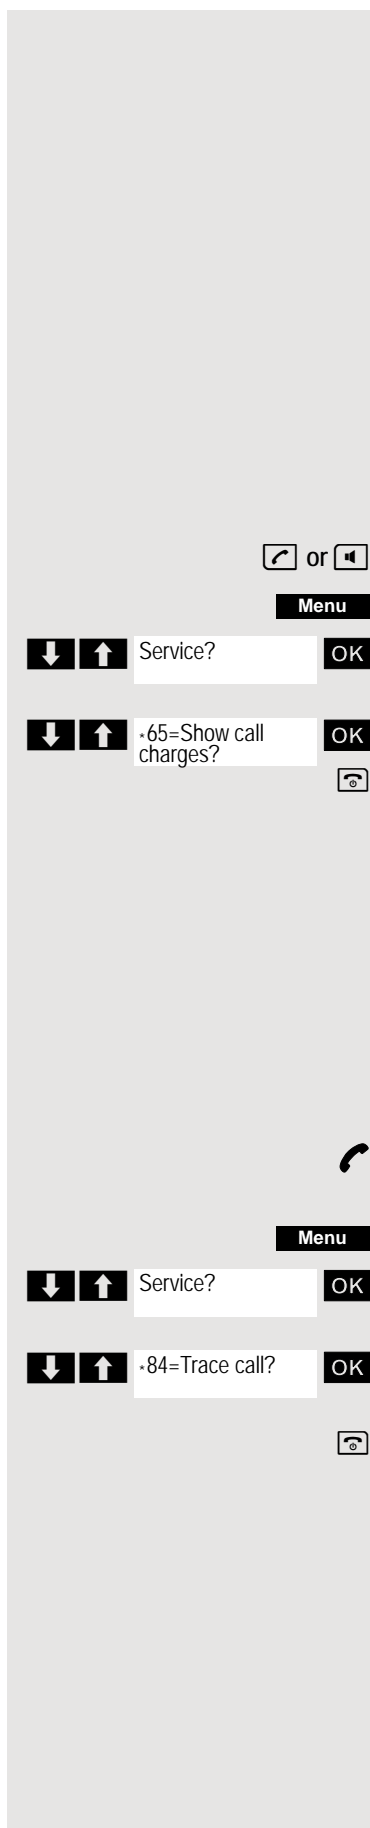 or
Menu
Service? OK
*65=Show call OK
charges?
Menu
Service? OK
*84=Trace call? OK